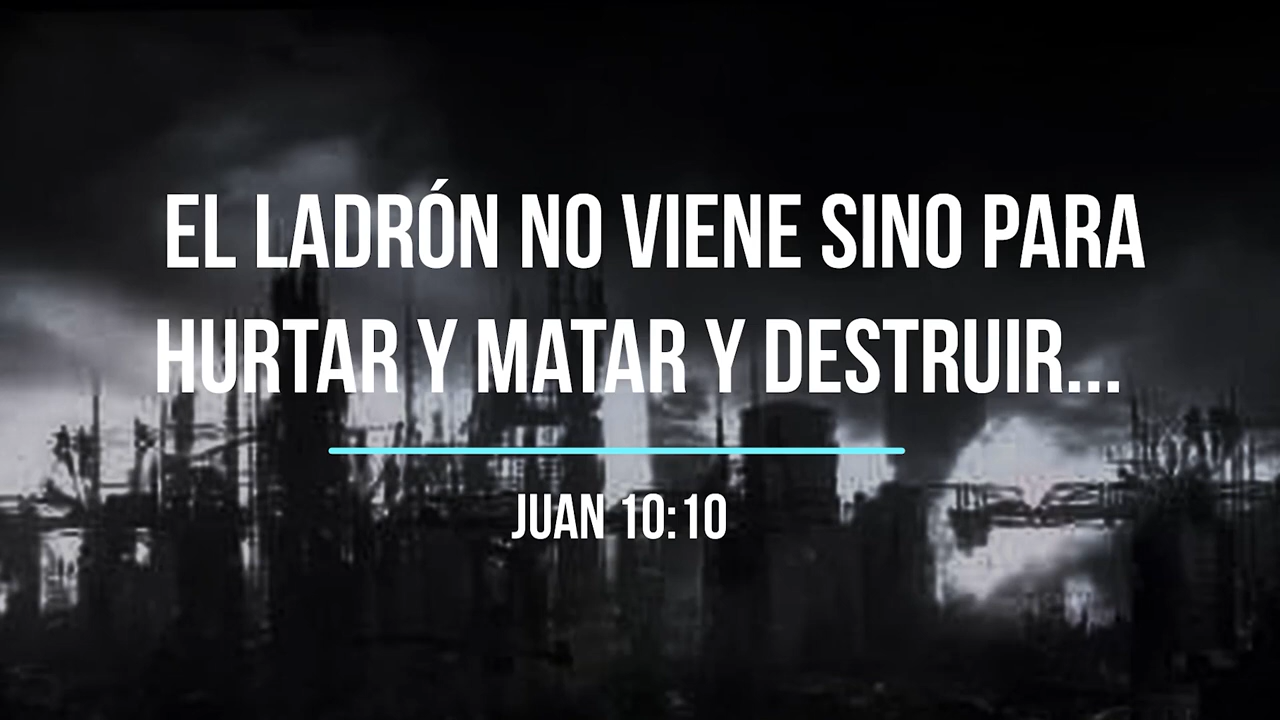 EL LADRÓN NO VIENE SINO PARA
HURTAR Y MATAR Y DESTRUIR...
JUAN 10:10